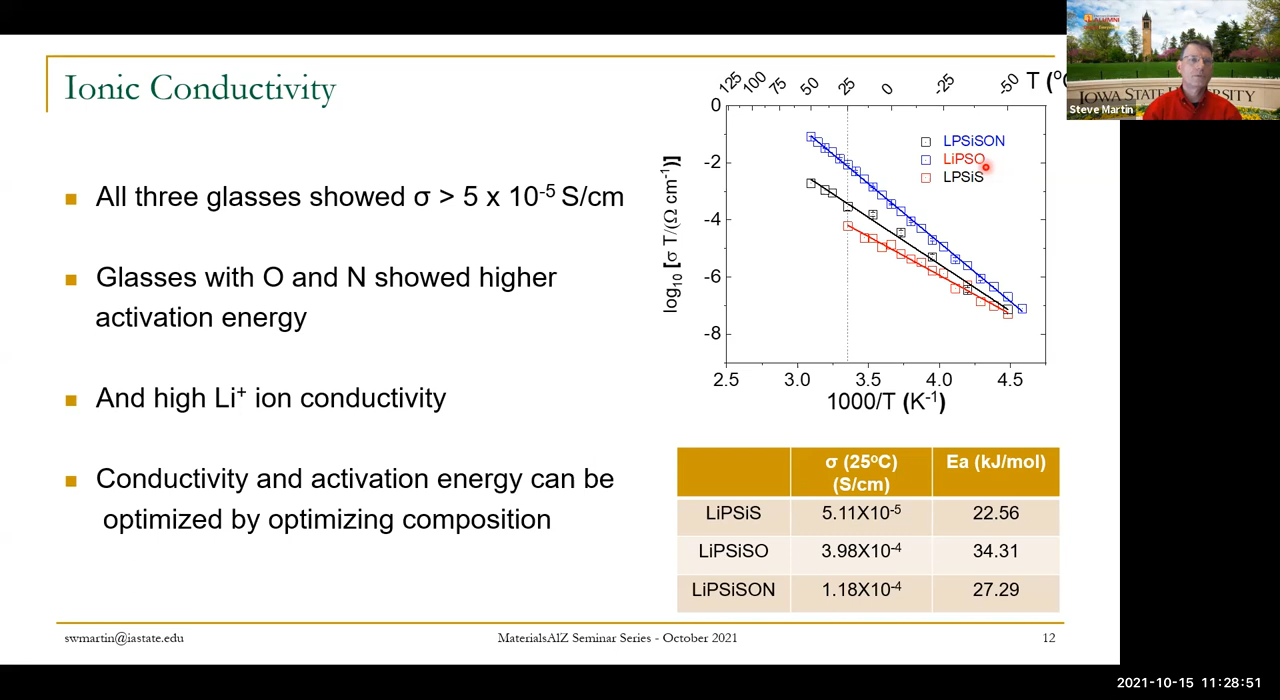 Ionic Conductivity
All three glasses showed σ > 5 x 10⁻⁵ S/cm
Glasses with O and N showed higher
activation energy
And high Li⁺ ion conductivity
Conductivity and activation energy can be
optimized by optimizing composition
125 100 75 50 25 0 -25 -50 T (º
0
-2
-4
-6
-8
log₁₀ [σ T/(Ω cm⁻¹)]
LPSiSON
LiPSO
LPSiS
2.5 3.0 3.5 4.0 4.5
1000/T (K⁻¹)
σ (25ºC) Ea (kJ/mol)
(S/cm)
LiPSiS 5.11X10⁻⁵ 22.56
LiPSiSO 3.98X10⁻⁴ 34.31
LiPSiSON 1.18X10⁻⁴ 27.29
swmartin@iastate.edu MaterialsAlZ Seminar Series - October 2021 12
ALUMNI
IOWA STATE UNIVERSITY
Steve Martin
2021-10-15 11:28:51